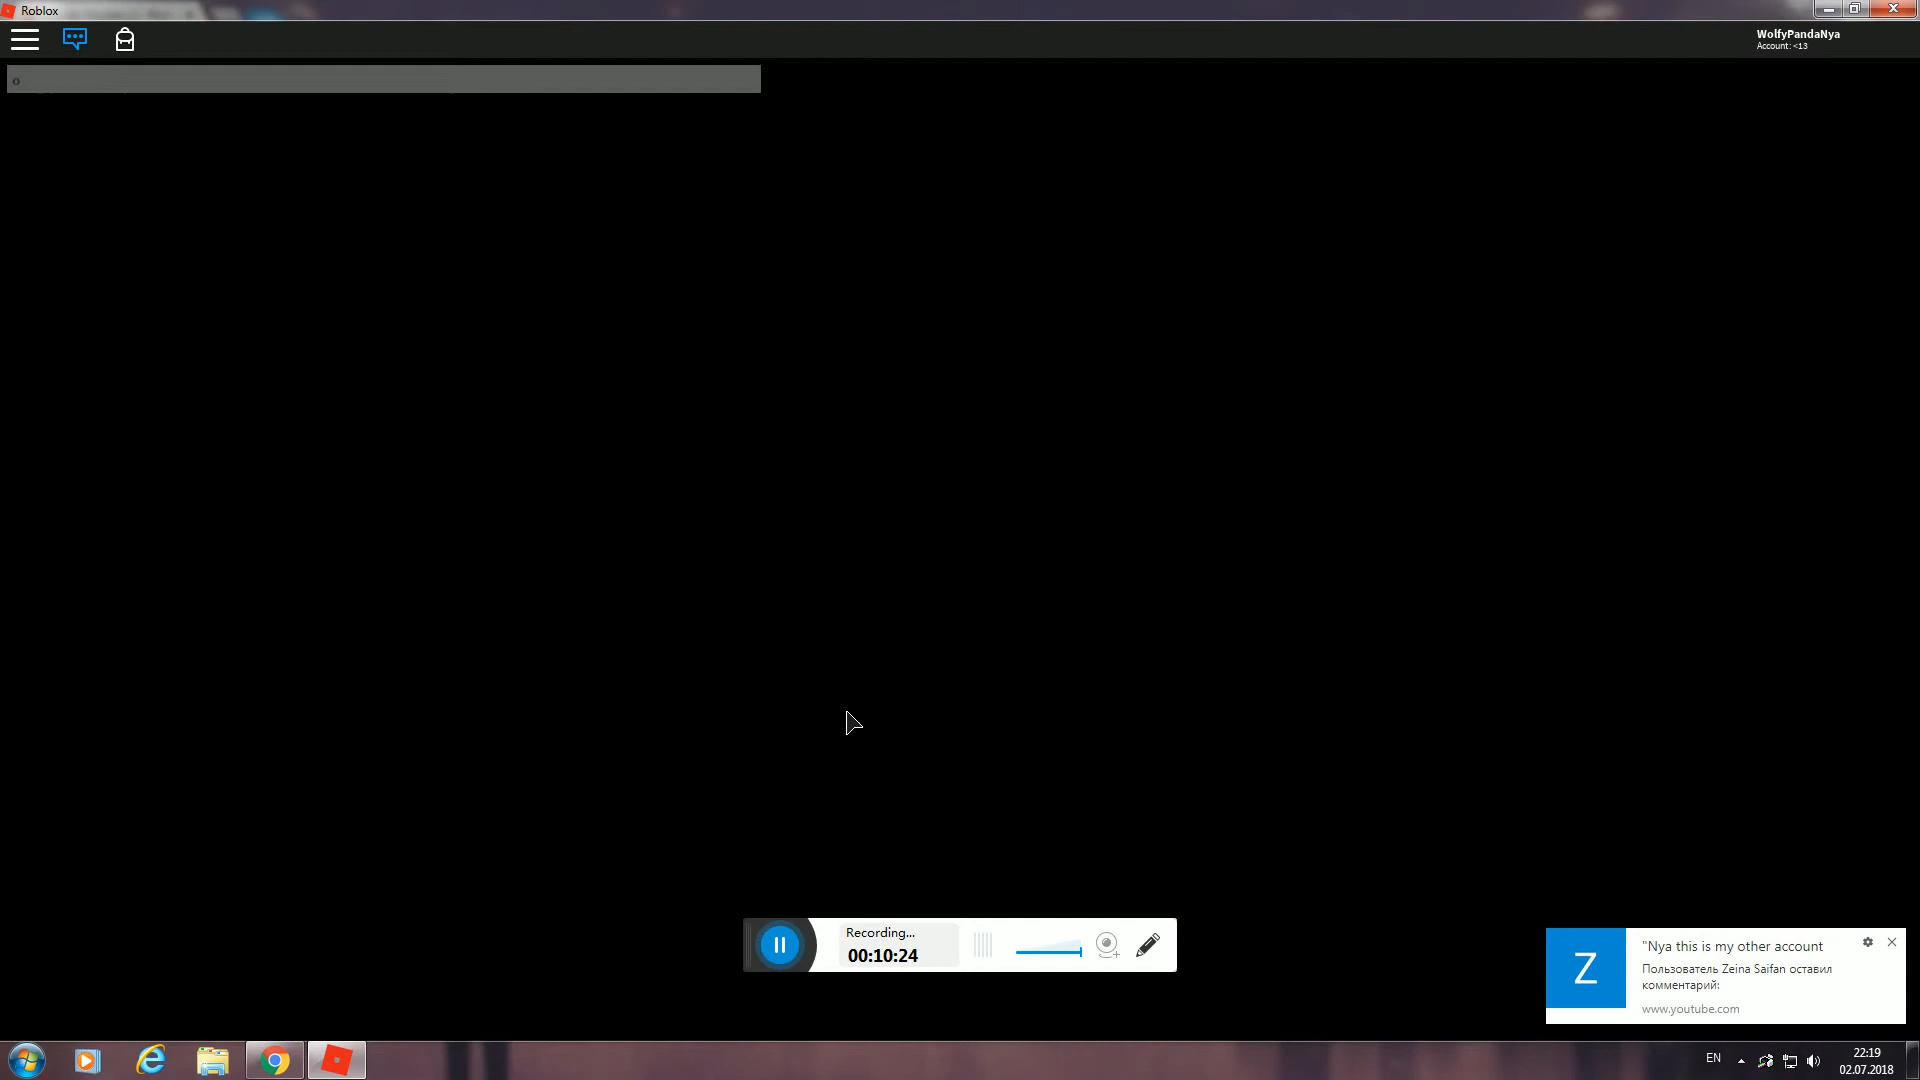 Roblox
WolfyPandaNya
Account: <13
Recording...
00:10:24
Z
"Nya this is my other account
Пользователь Zeina Saifan оставил
комментарий:
www.youtube.com
EN
22:19
02.07.2018